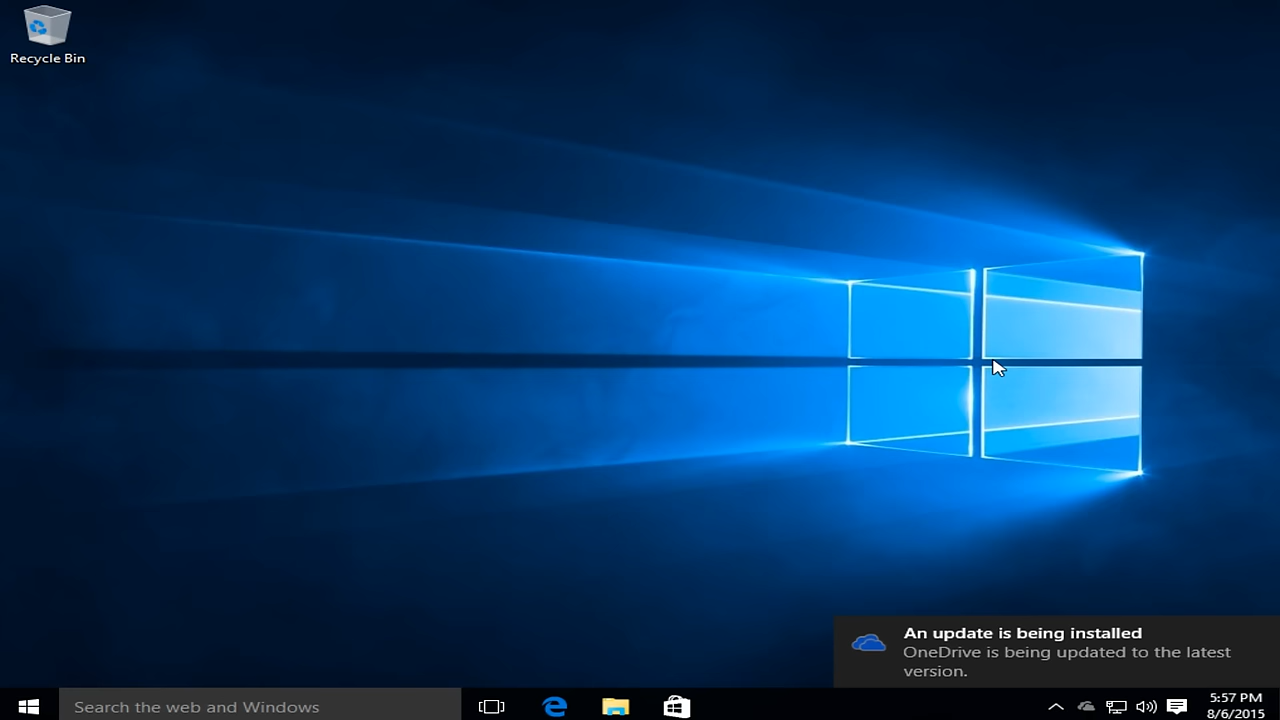 Recycle Bin
An update is being installed
OneDrive is being updated to the latest
version.
Search the web and Windows
5:57 PM
8/6/2015